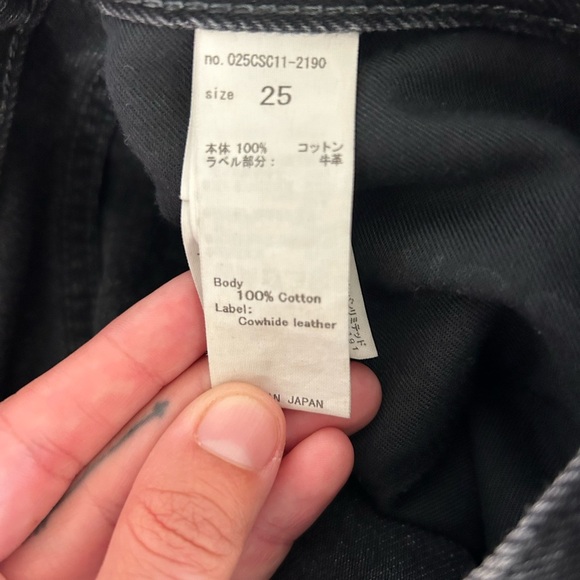 no. 025CSC11-2190
size 25
本体 100% コットン
ラベル部分： 牛革
Body
100% Cotton
Label:
Cowhide leather
JAPAN